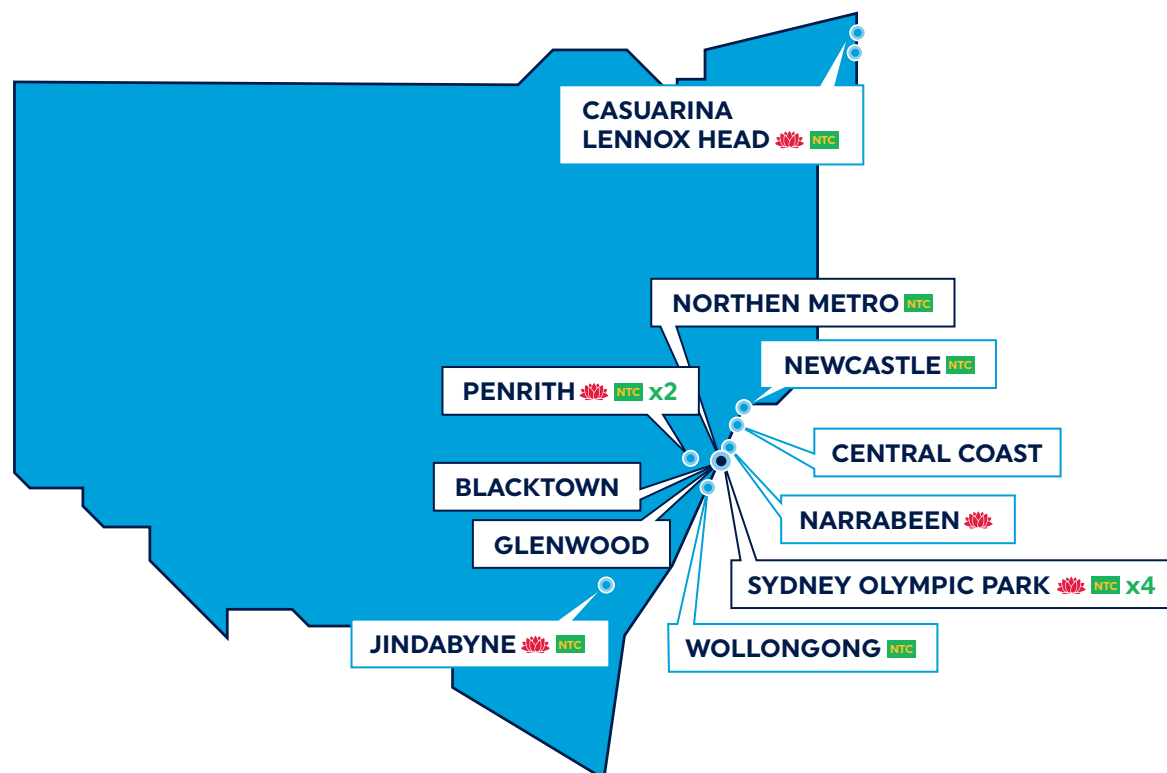 CASUARINA
LENNOX HEAD NTC
NORTHEN METRO NTC
NEWCASTLE NTC
PENRITH NTC x2
CENTRAL COAST
BLACKTOWN
NARRABEEN
GLENWOOD
SYDNEY OLYMPIC PARK NTC x4
JINDABYNE NTC
WOLLONGONG NTC